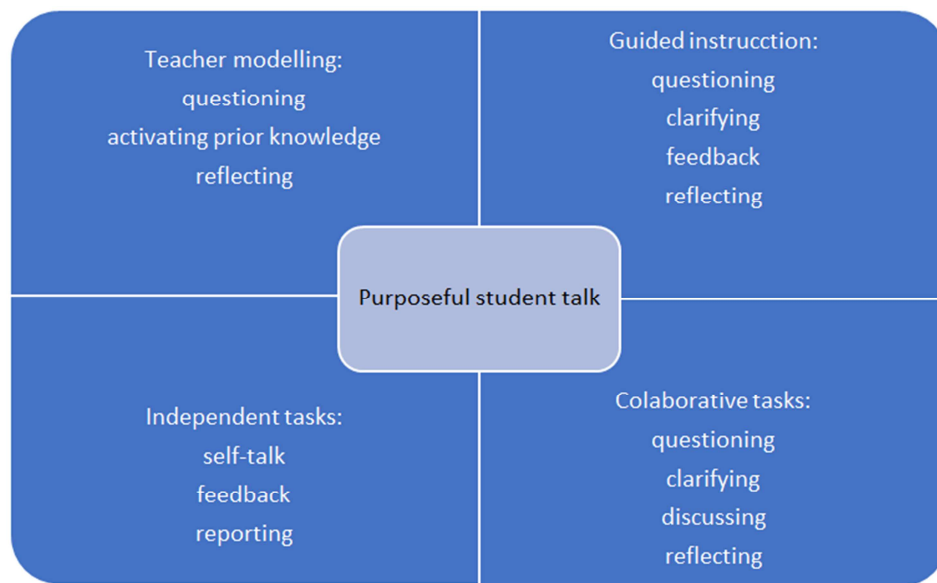 Teacher modelling:
questioning
activating prior knowledge
reflecting
Guided instrucction:
questioning
clarifying
feedback
reflecting
Purposeful student talk
Independent tasks:
self-talk
feedback
reporting
Colaborative tasks:
questioning
clarifying
discussing
reflecting